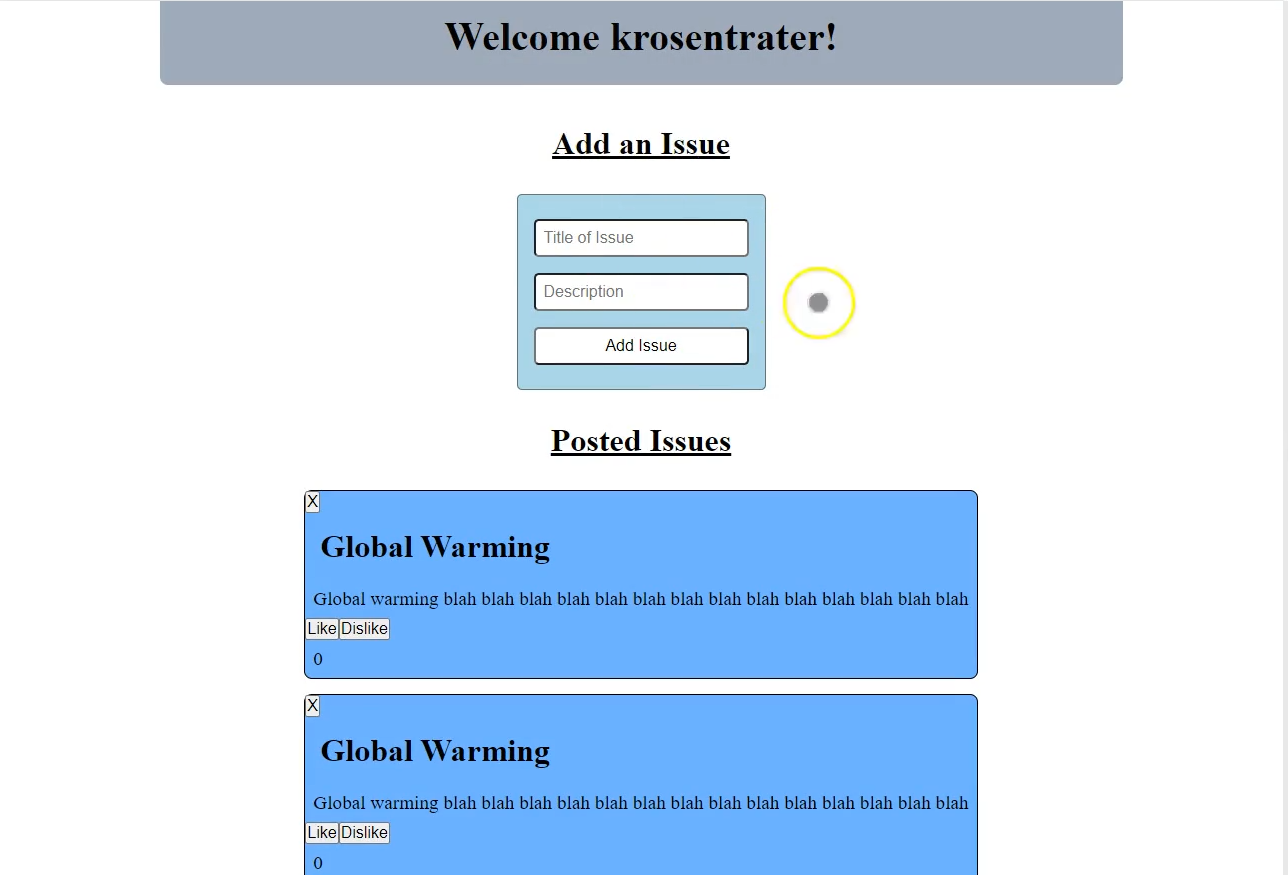 Welcome krosentrater!
Add an Issue
Title of Issue
Description
Add Issue
Posted Issues
X
Global Warming
Global warming blah blah blah blah blah blah blah blah blah blah blah blah blah blah
Like Dislike
0
X
Global Warming
Global warming blah blah blah blah blah blah blah blah blah blah blah blah blah blah
Like Dislike
0